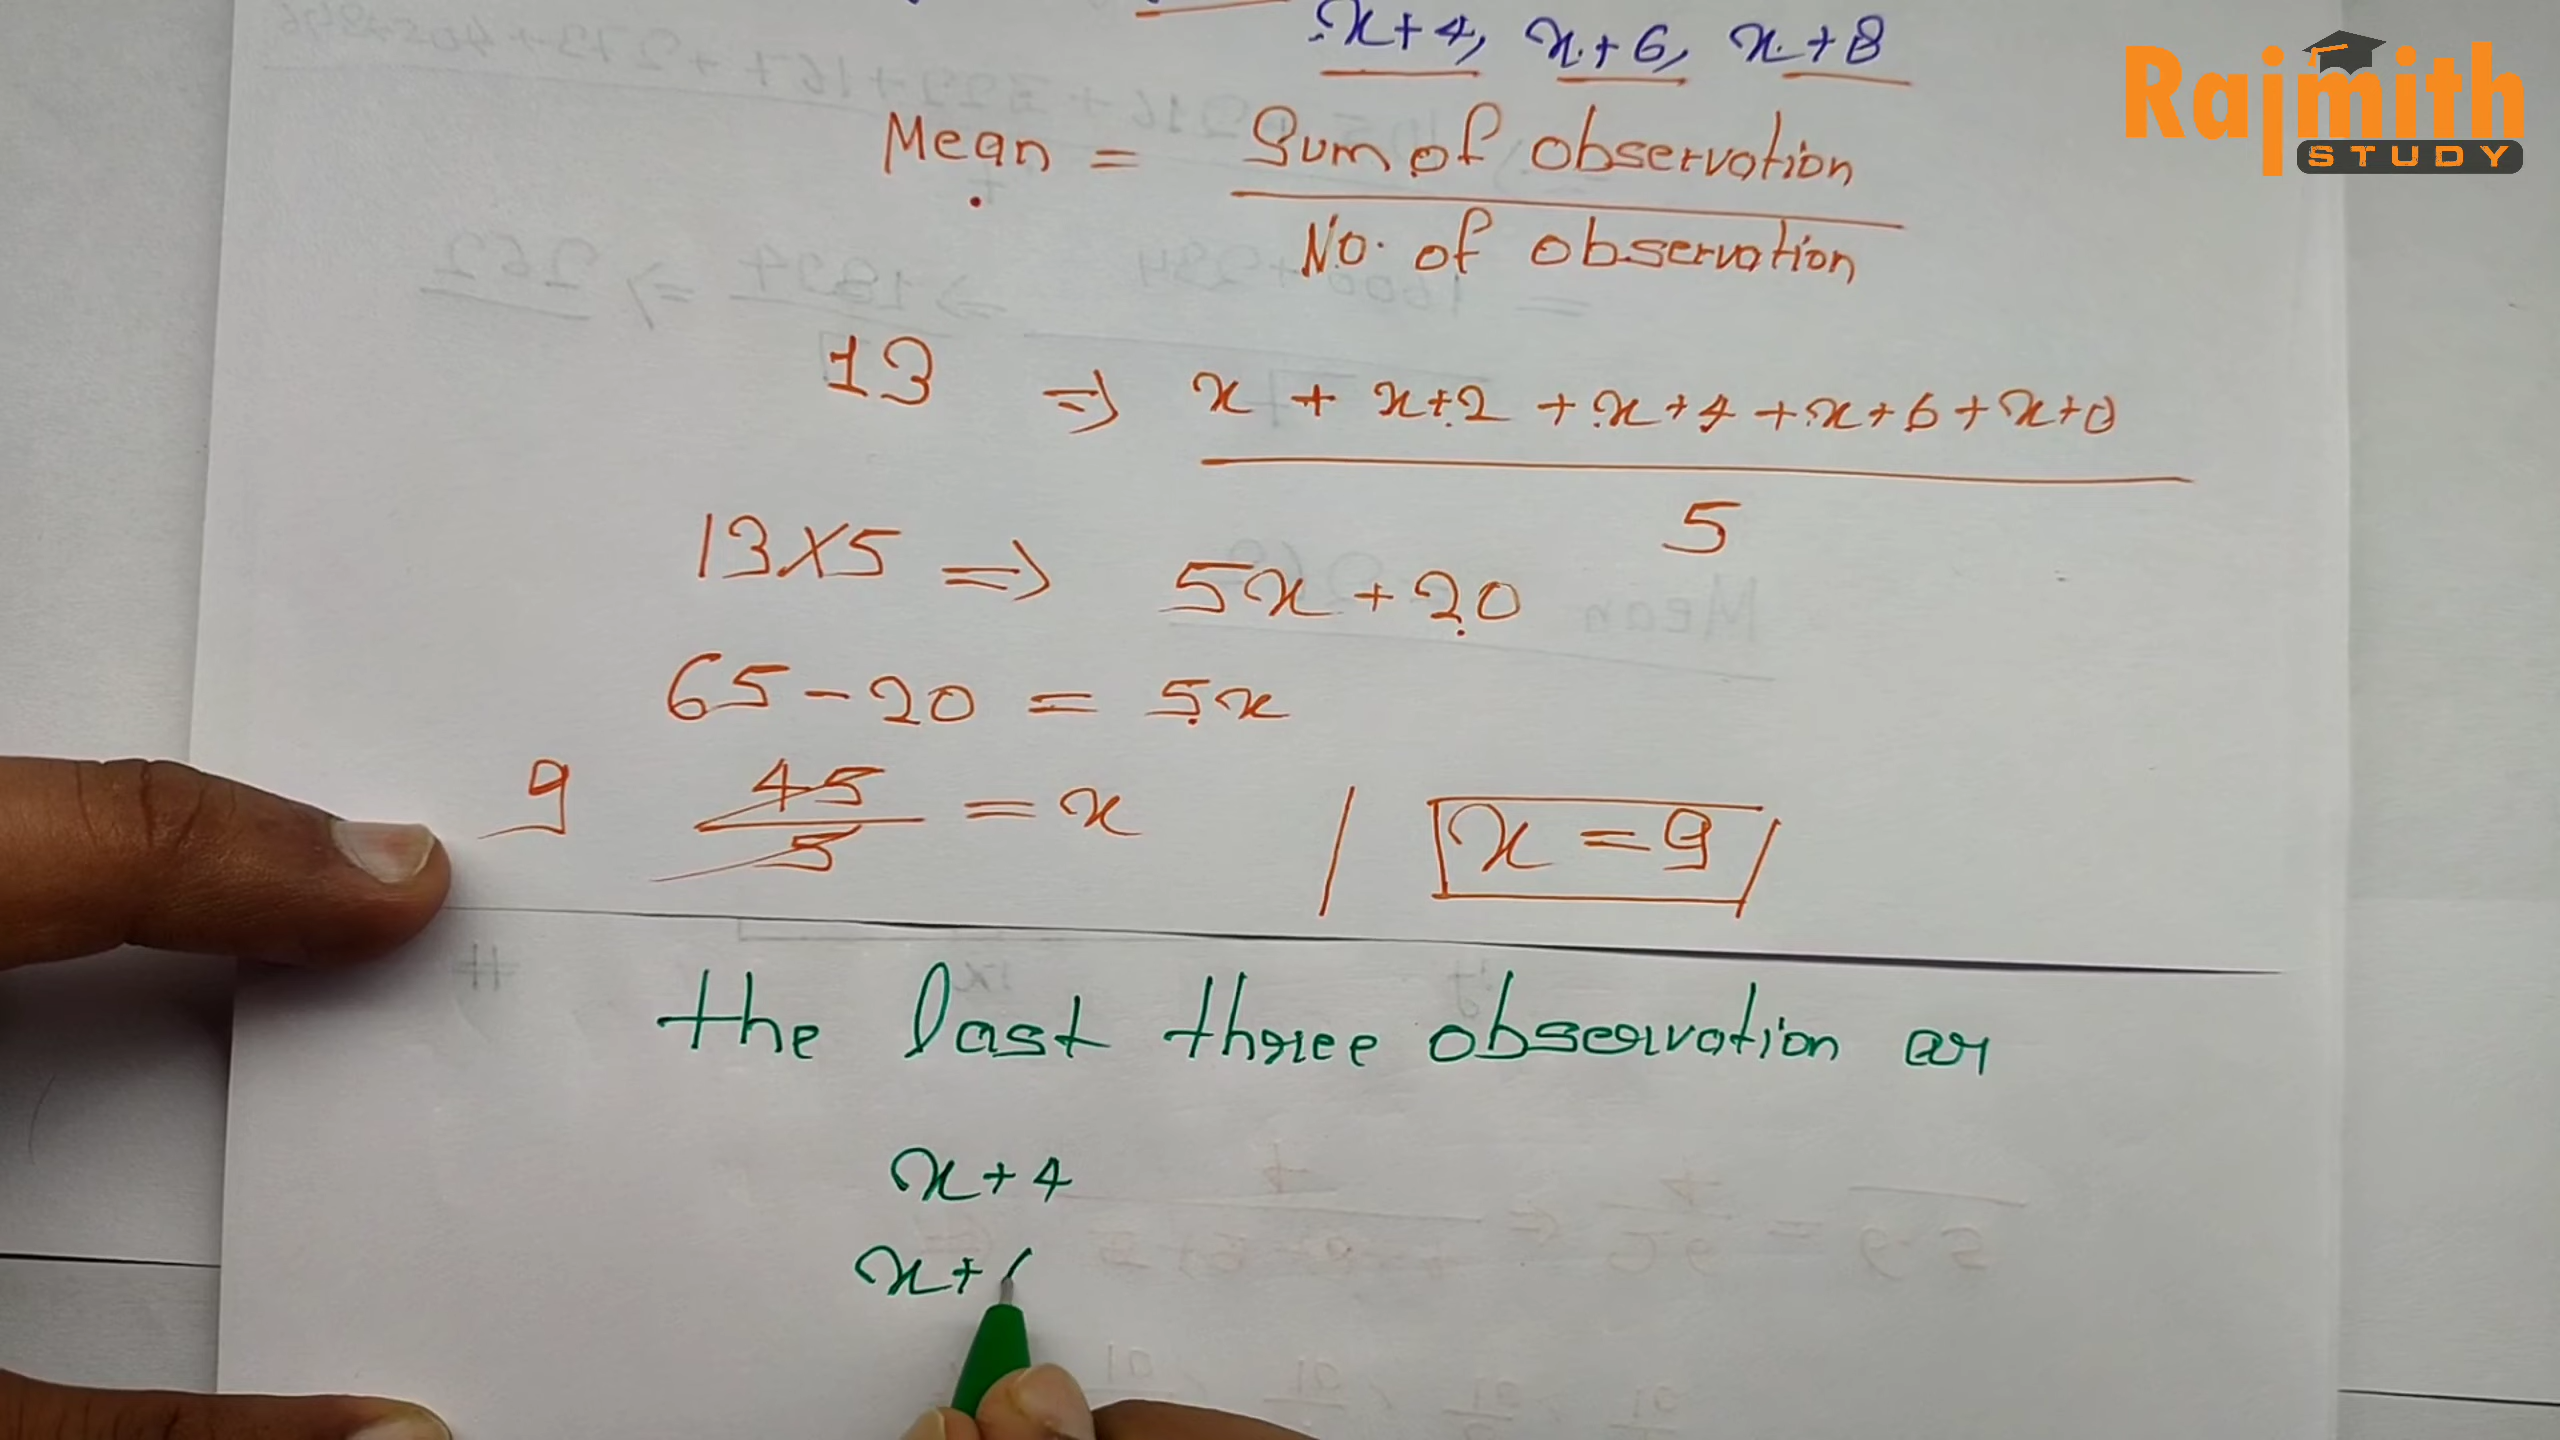 x+4, x+6, x+8
Rajmith
STUDY
Mean = Sum of observation
No. of observation
13 ⇒ x + x+2 + x+4 + x+6 + x+8
5
13×5 ⇒ 5x+20
65-20 = 5x
9 45 = x | x = 9
5
the last three observation ar
x+4
x+